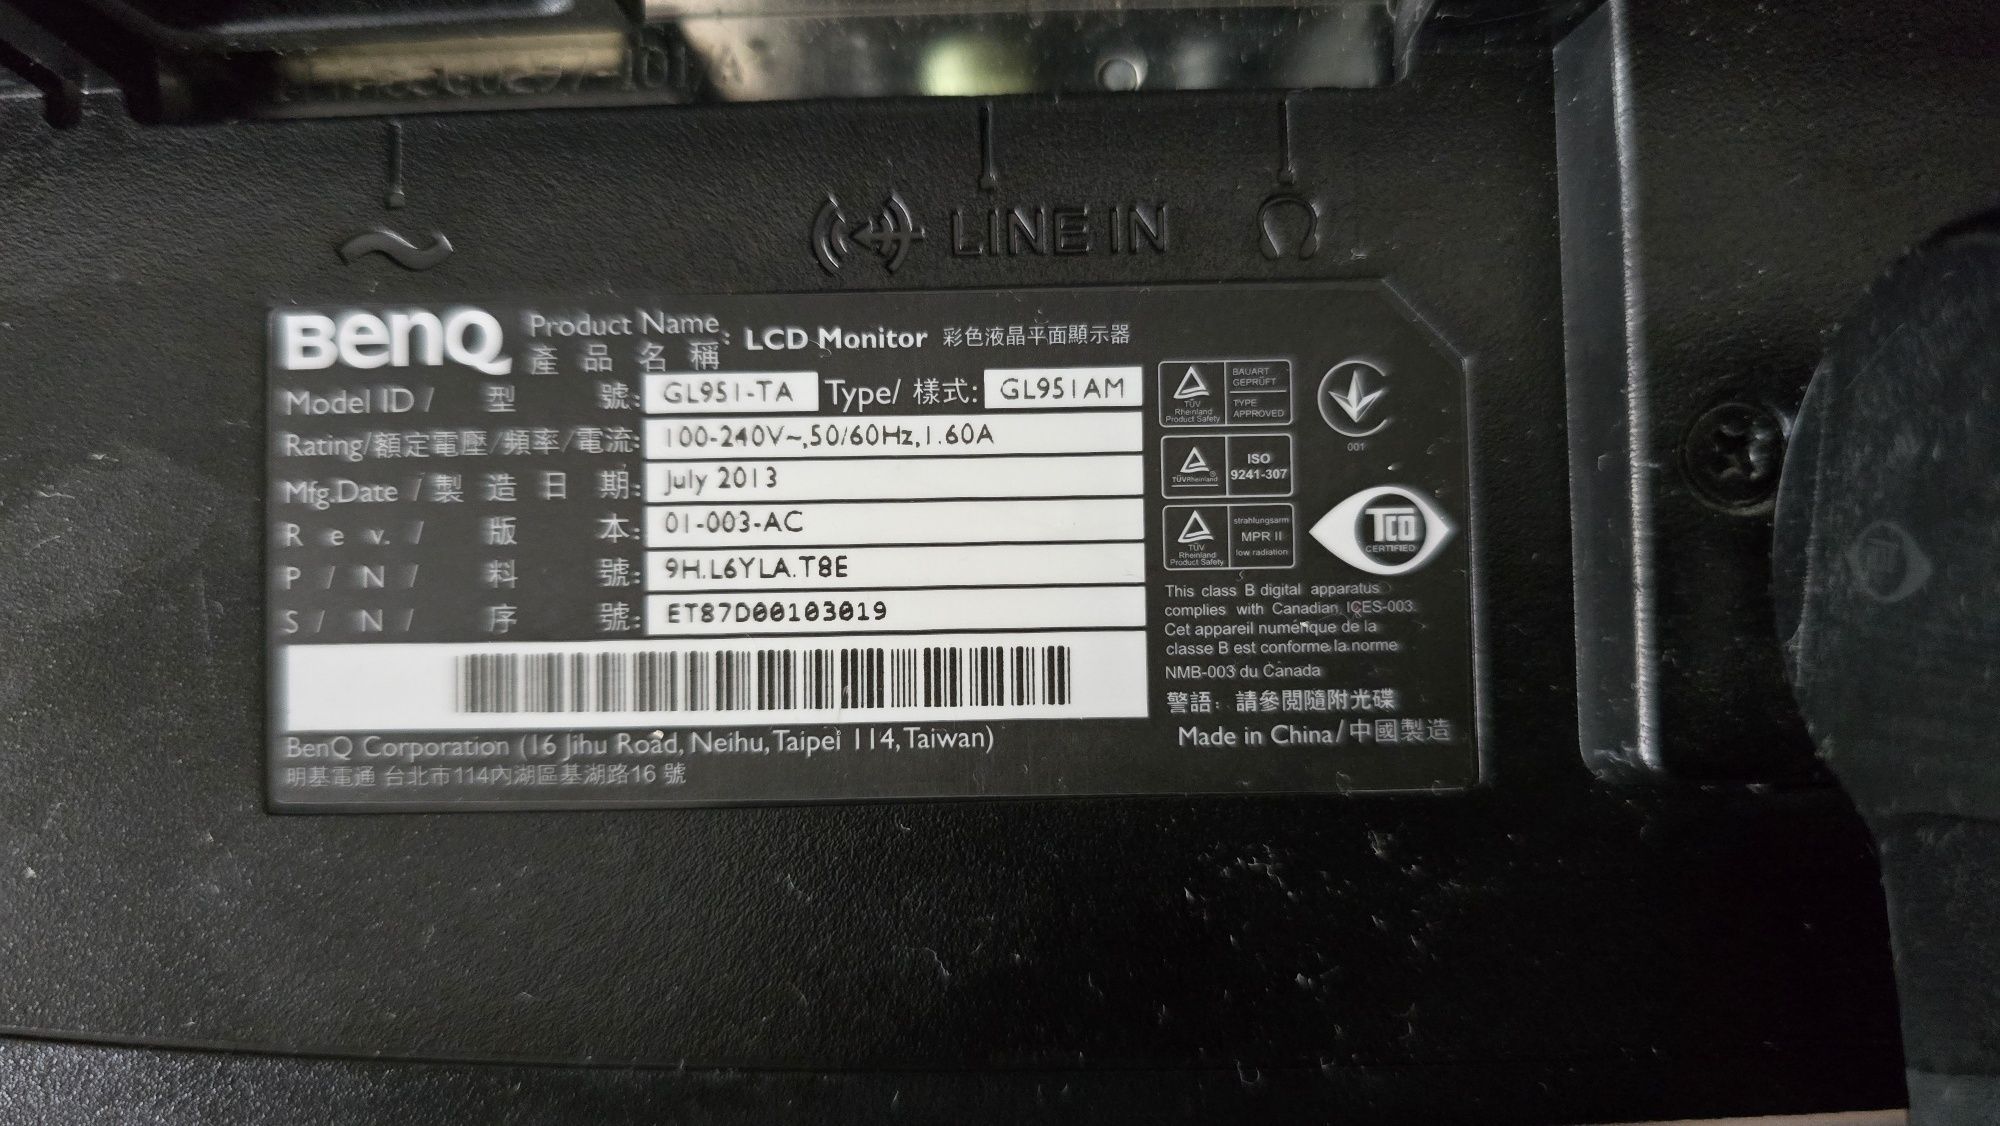 LINE IN
BenQ Product Name: LCD Monitor 彩色液晶平面顯示器
產品名稱
Model ID / 型號: GL951-TA Type/ 樣式: GL951AM
Rating/額定電壓/頻率/電流: 100-240V~,50/60Hz,1.60A
Mfg.Date / 製造日期: July 2013
Rev. / 版本: 01-003-AC
P / N / 料號: 9H.L6YLA.T8E
S / N / 序號: ET87D00103019
BenQ Corporation (16 Jihu Road, Neihu, Taipei 114, Taiwan)
明基電通 台北市114內湖區基湖路16 號
TÜV Rheinland Product Safety
BAUART GEPRÜFT
TYPE APPROVED
001
TÜVRheinland®
ISO 9241-307
TÜV Rheinland Product Safety
strahlungsarm
MPR II
low radiation
TCO CERTIFIED
This class B digital apparatus
complies with Canadian ICES-003.
Cet appareil numérique de la
classe B est conforme la norme
NMB-003 du Canada
警語: 請參閱隨附光碟
Made in China/中國製造